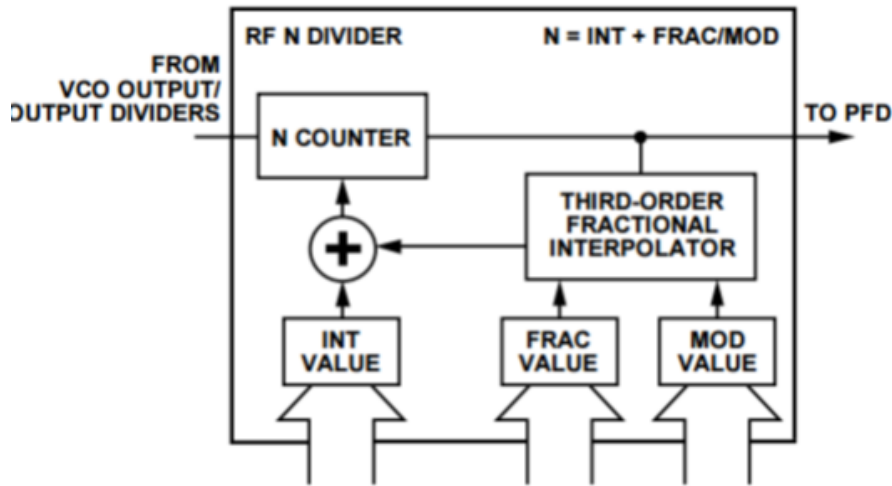 RF N DIVIDER
N = INT + FRAC/MOD
FROM
VCO OUTPUT/
OUTPUT DIVIDERS
N COUNTER
TO PFD
THIRD-ORDER
FRACTIONAL
INTERPOLATOR
+
INT
VALUE
FRAC
VALUE
MOD
VALUE